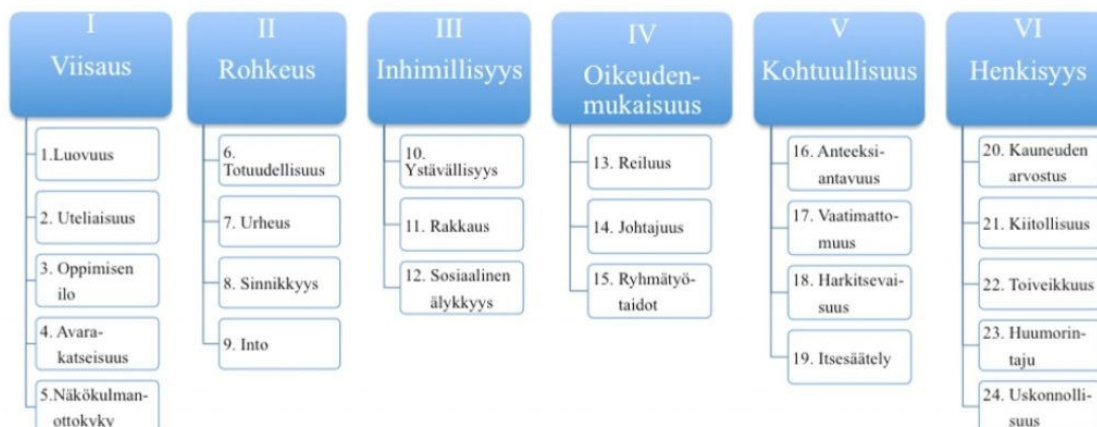 I
Viisaus
1.Luovuus
2. Uteliaisuus
3. Oppimisen
ilo
4. Avara-
katseisuus
5.Näkökulman-
ottokyky
II
Rohkeus
6.
Totuudellisuus
7. Urheus
8. Sinnikkyys
9. Into
III
Inhimillisyys
10.
Ystävällisyys
11. Rakkaus
12. Sosiaalinen
älykkyys
IV
Oikeuden-
mukaisuus
13. Reiluus
14. Johtajuus
15. Ryhmätyö-
taidot
V
Kohtuullisuus
16. Anteeksi-
antavuus
17. Vaatimatto-
muus
18. Harkitsevai-
suus
19. Itsesäätely
VI
Henkisyys
20. Kauneuden
arvostus
21. Kiitollisuus
22. Toiveikkuus
23. Huumorin-
taju
24. Uskonnolli-
suus